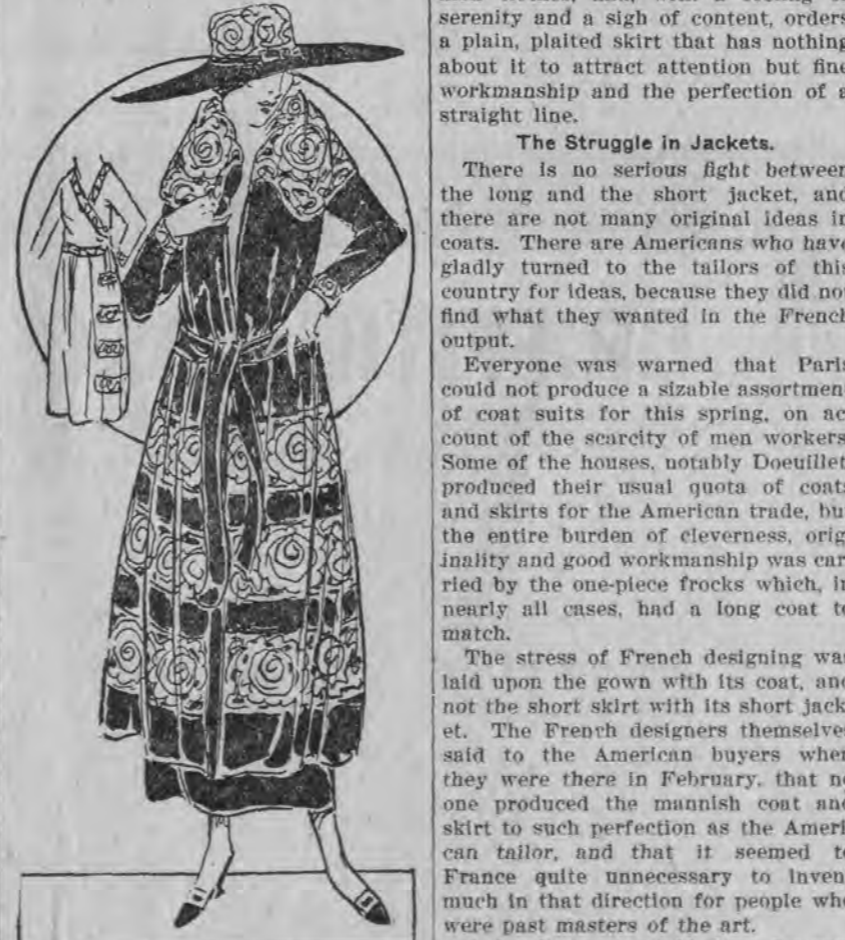 serenity and a sigh of content, orders
a plain, plaited skirt that has nothing
about it to attract attention but fine
workmanship and the perfection of a
straight line.
The Struggle in Jackets.
There is no serious fight between
the long and the short jacket, and
there are not many original ideas in
coats. There are Americans who have
gladly turned to the tailors of this
country for ideas, because they did not
find what they wanted in the French
output.
Everyone was warned that Paris
could not produce a sizable assortment
of coat suits for this spring, on ac
count of the scarcity of men workers
Some of the houses, notably Doeuillet
produced their usual quota of coats
and skirts for the American trade, but
the entire burden of cleverness, orig
inality and good workmanship was car
ried by the one-piece frocks which, in
nearly all cases, had a long coat to
match.
The stress of French designing was
laid upon the gown with its coat, and
not the short skirt with its short jack
et. The Frenrh designers themselves
said to the American buyers when
they were there in February, that no
one produced the mannish coat and
skirt to such perfection as the Ameri
can tailor, and that it seemed to
France quite unnecessary to invent
much in that direction for people who
were past masters of the art.